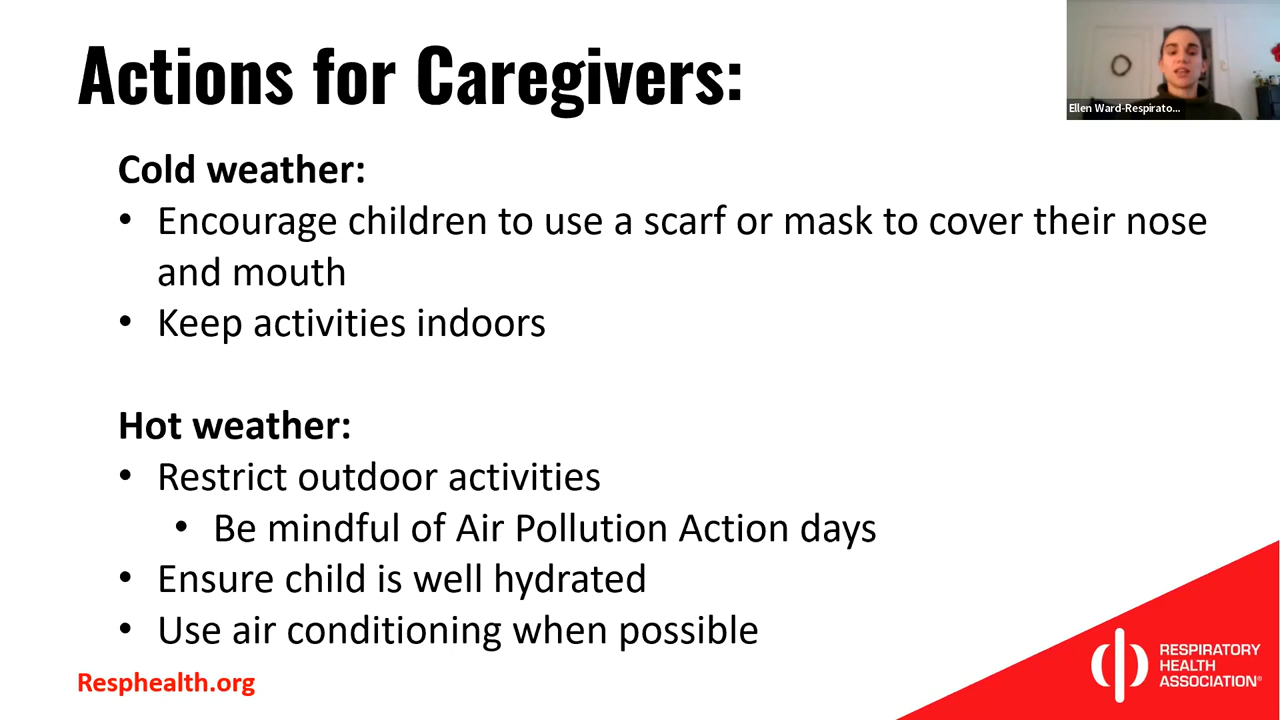 Actions for Caregivers:
Ellen Ward-Respirato...
Cold weather:
• Encourage children to use a scarf or mask to cover their nose
and mouth
• Keep activities indoors
Hot weather:
• Restrict outdoor activities
• Be mindful of Air Pollution Action days
• Ensure child is well hydrated
• Use air conditioning when possible
Resphealth.org
RESPIRATORY
HEALTH
ASSOCIATION®